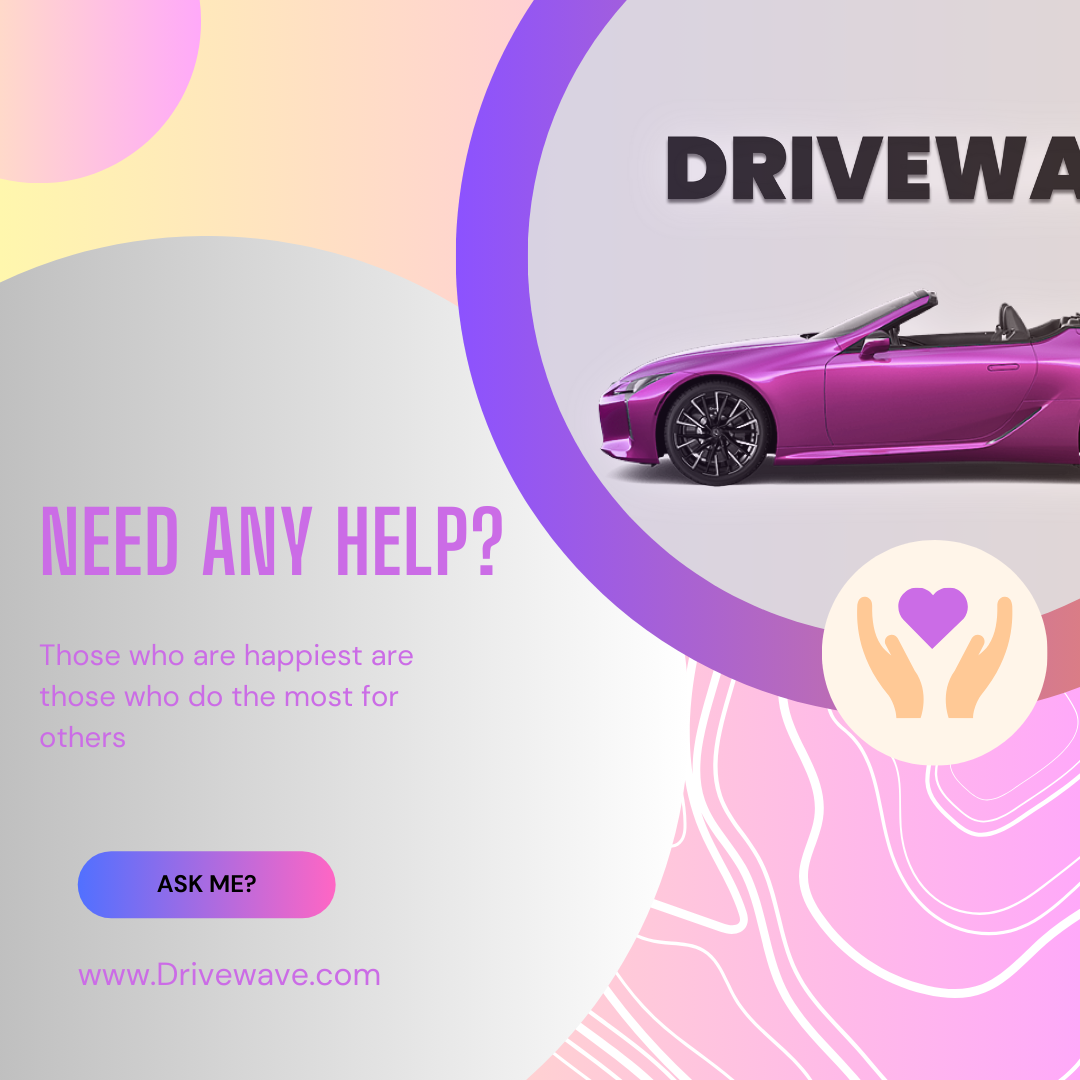 DRIVEWA
NEED ANY HELP?
Those who are happiest are
those who do the most for
others
ASK ME?
www.Drivewave.com